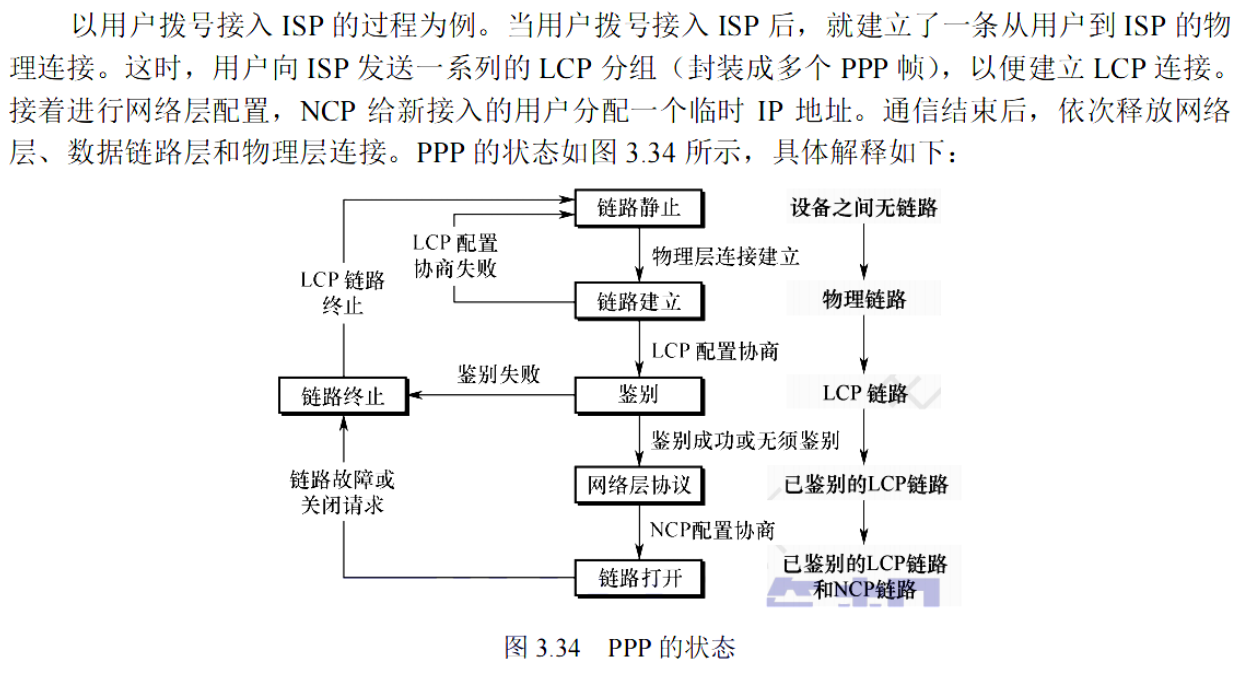 以用户拨号接入 ISP 的过程为例。当用户拨号接入 ISP 后，就建立了一条从用户到 ISP 的物
理连接。这时，用户向 ISP 发送一系列的 LCP 分组（封装成多个 PPP 帧），以便建立 LCP 连接。
接着进行网络层配置，NCP 给新接入的用户分配一个临时 IP 地址。通信结束后，依次释放网络
层、数据链路层和物理层连接。PPP 的状态如图 3.34 所示，具体解释如下：
链路静止
设备之间无链路
LCP 配置
协商失败
物理层连接建立
LCP 链路
终止
链路建立
物理链路
LCP 配置协商
鉴别失败
链路终止
鉴别
LCP 链路
鉴别成功或无须鉴别
链路故障或
关闭请求
网络层协议
已鉴别的LCP链路
NCP配置协商
链路打开
已鉴别的LCP链路
和NCP链路
图 3.34 PPP 的状态